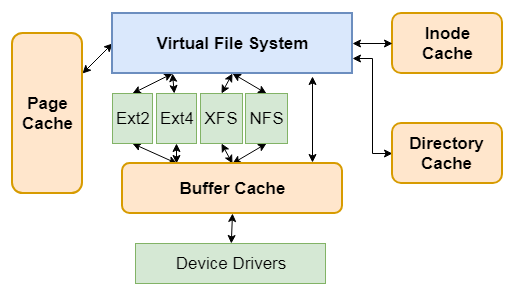 Virtual File System
Inode
Cache
Page
Cache
Ext2
Ext4
XFS
NFS
Directory
Cache
Buffer Cache
Device Drivers